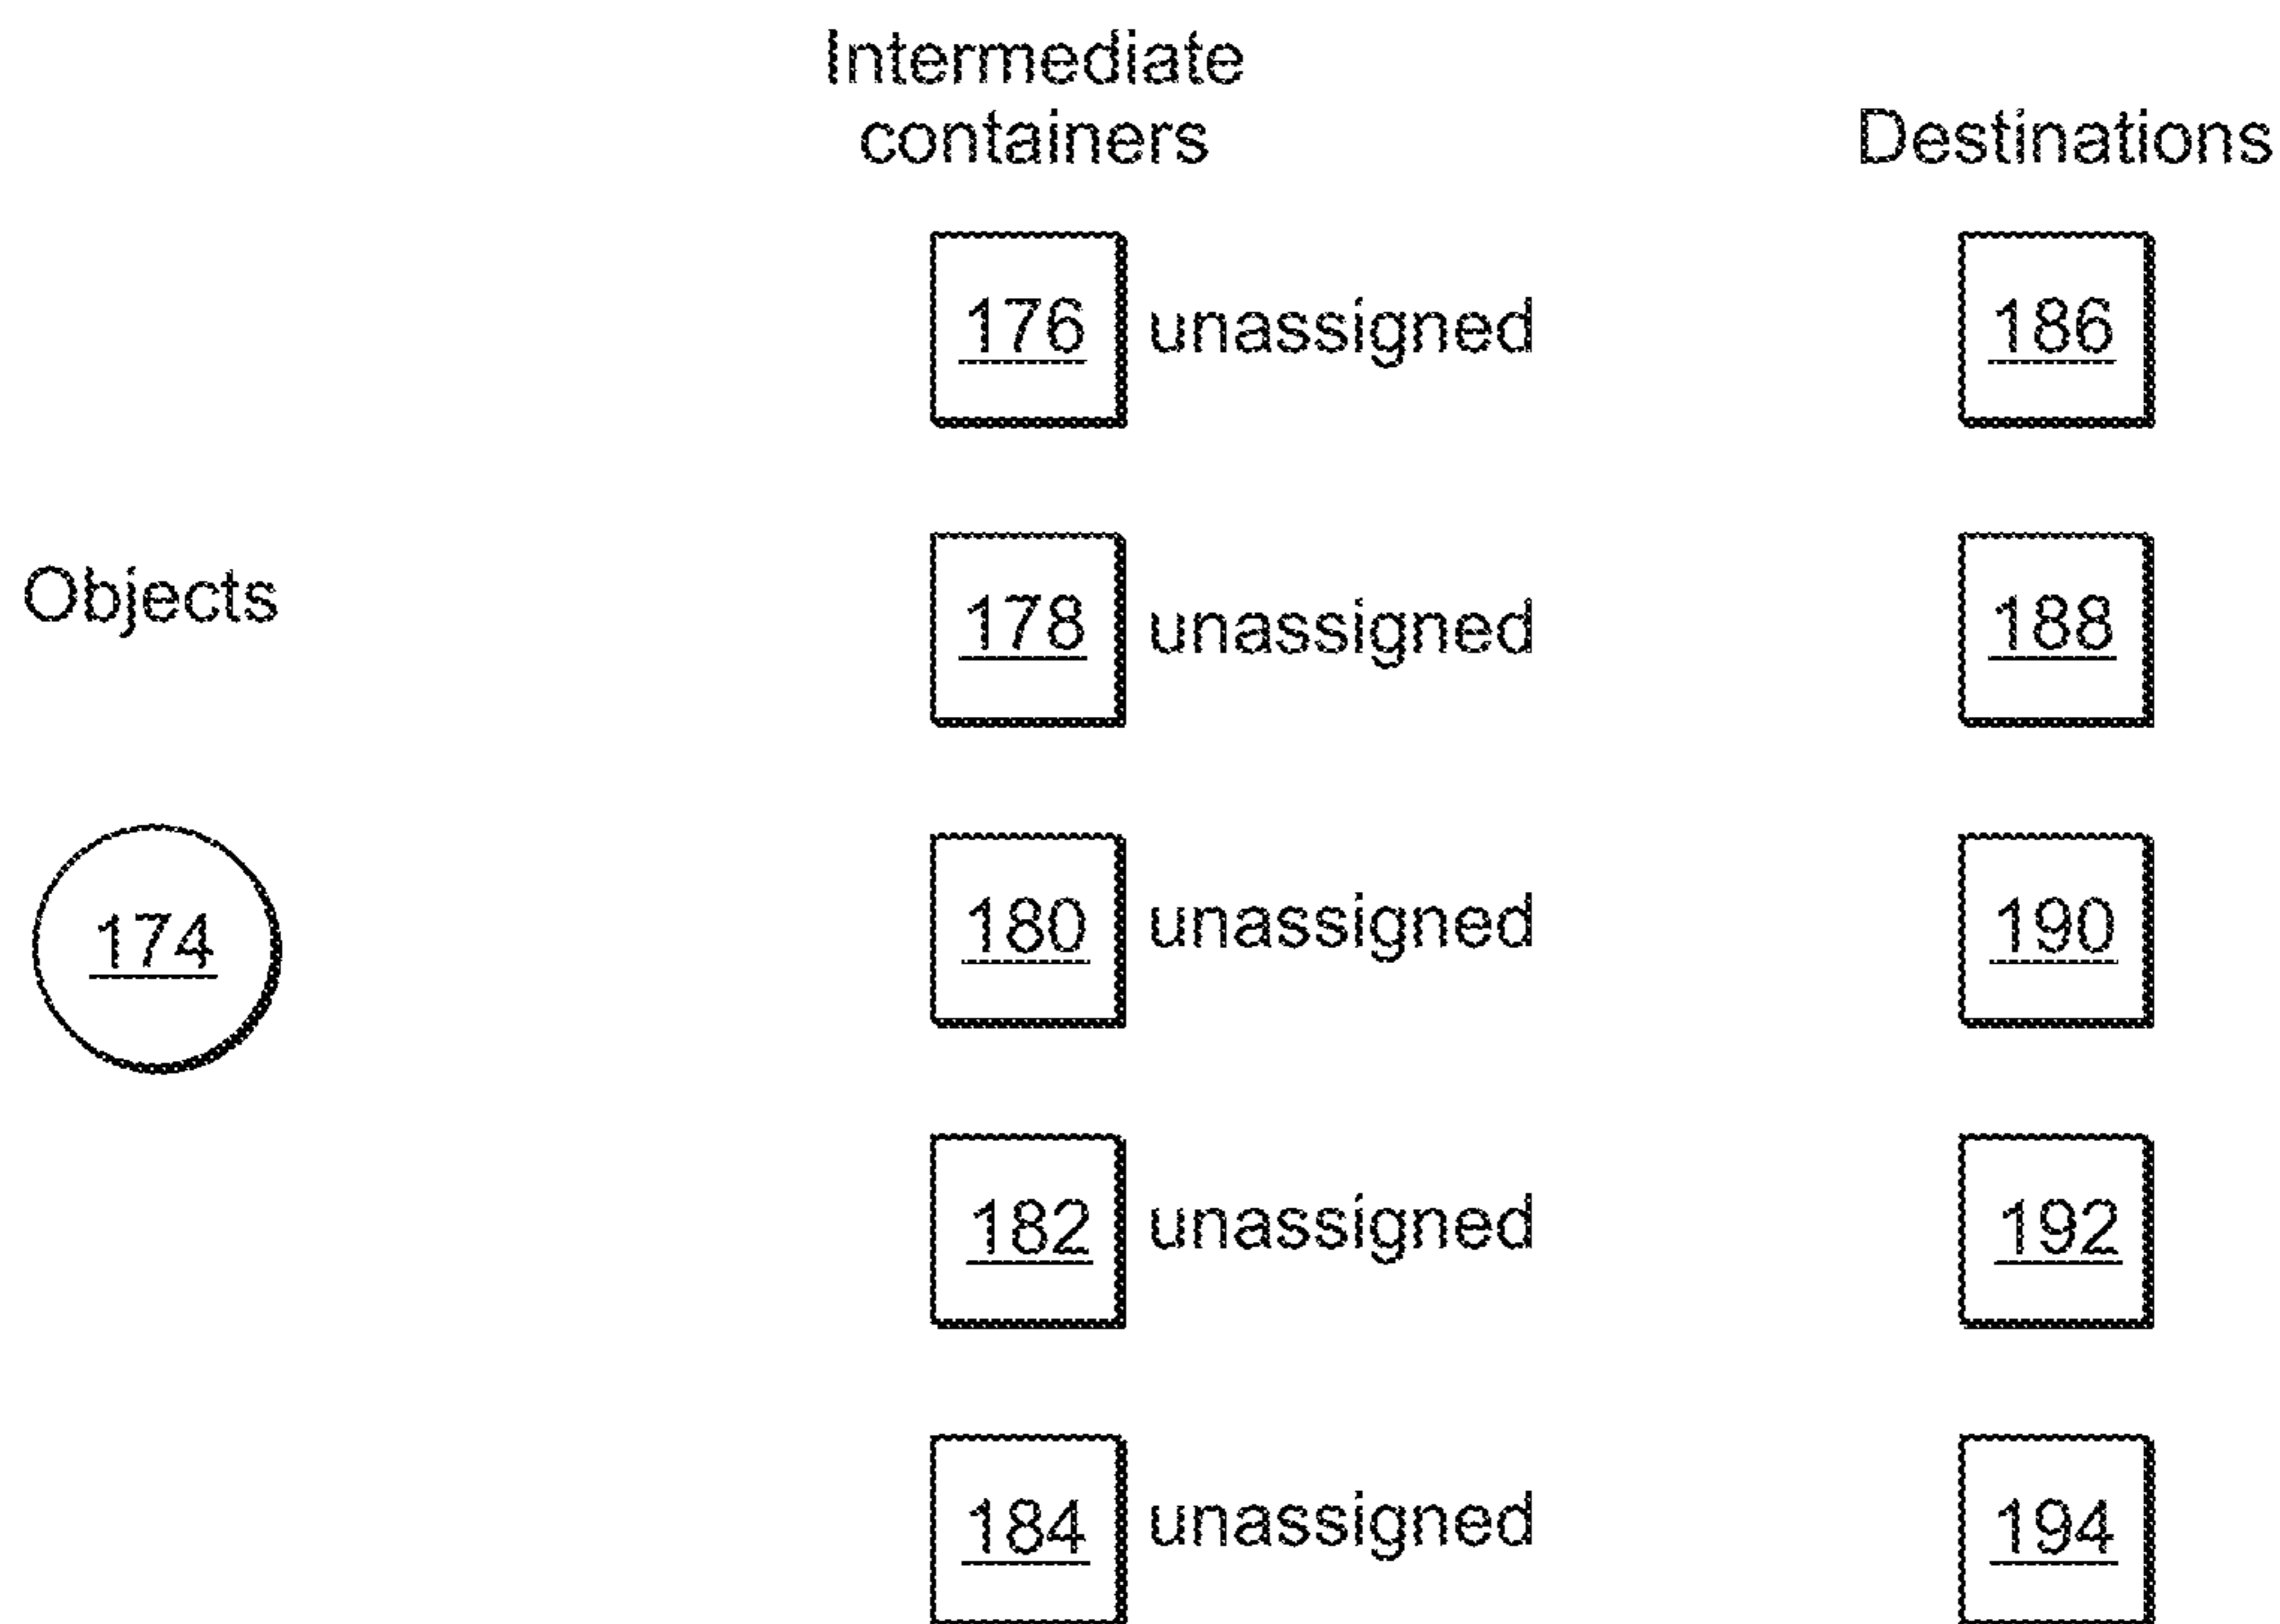 Intermediate
containers
Destinations
176 unassigned
186
Objects
178 unassigned
188
174
180 unassigned
190
182 unassigned
192
184 unassigned
194